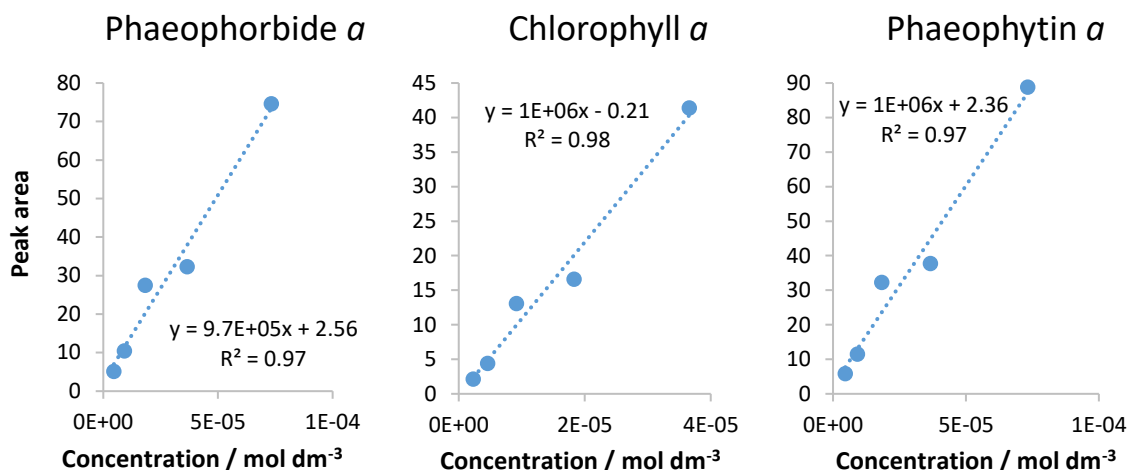 Phaeophorbide a
Chlorophyll a
Phaeophytin a
Peak area
80
70
60
50
40
30
20
10
0
y = 9.7E+05x + 2.56
R² = 0.97
0E+00
5E-05
1E-04
Concentration / mol dm⁻³
45
40
35
30
25
20
15
10
5
0
y = 1E+06x - 0.21
R² = 0.98
0E+00
2E-05
4E-05
Concentration / mol dm⁻³
90
80
70
60
50
40
30
20
10
0
y = 1E+06x + 2.36
R² = 0.97
0E+00
5E-05
1E-04
Concentration / mol dm⁻³